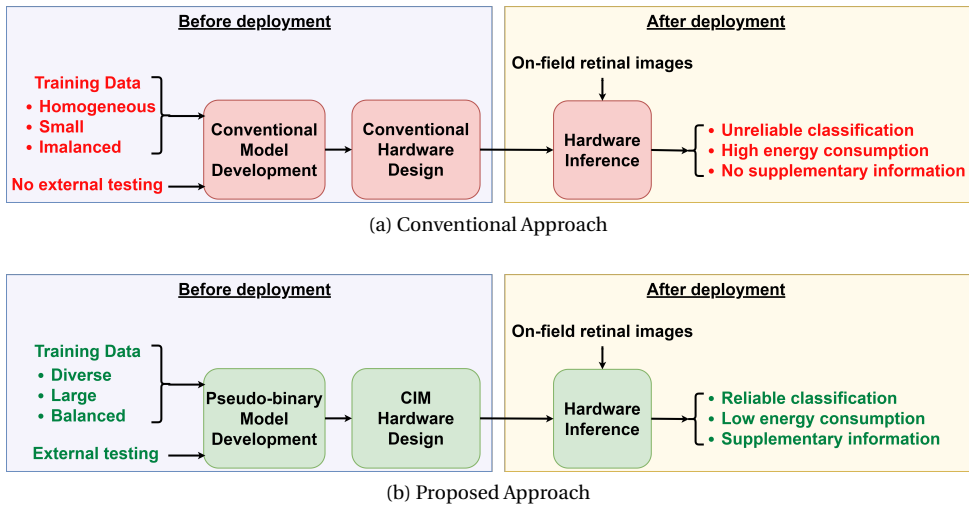 Before deployment
Training Data
• Homogeneous
• Small
• Imalanced
No external testing
Conventional
Model
Development
Conventional
Hardware
Design
After deployment
On-field retinal images
Hardware
Inference
• Unreliable classification
• High energy consumption
• No supplementary information
(a) Conventional Approach
Before deployment
Training Data
• Diverse
• Large
• Balanced
External testing
Pseudo-binary
Model
Development
CIM
Hardware
Design
After deployment
On-field retinal images
Hardware
Inference
• Reliable classification
• Low energy consumption
• Supplementary information
(b) Proposed Approach